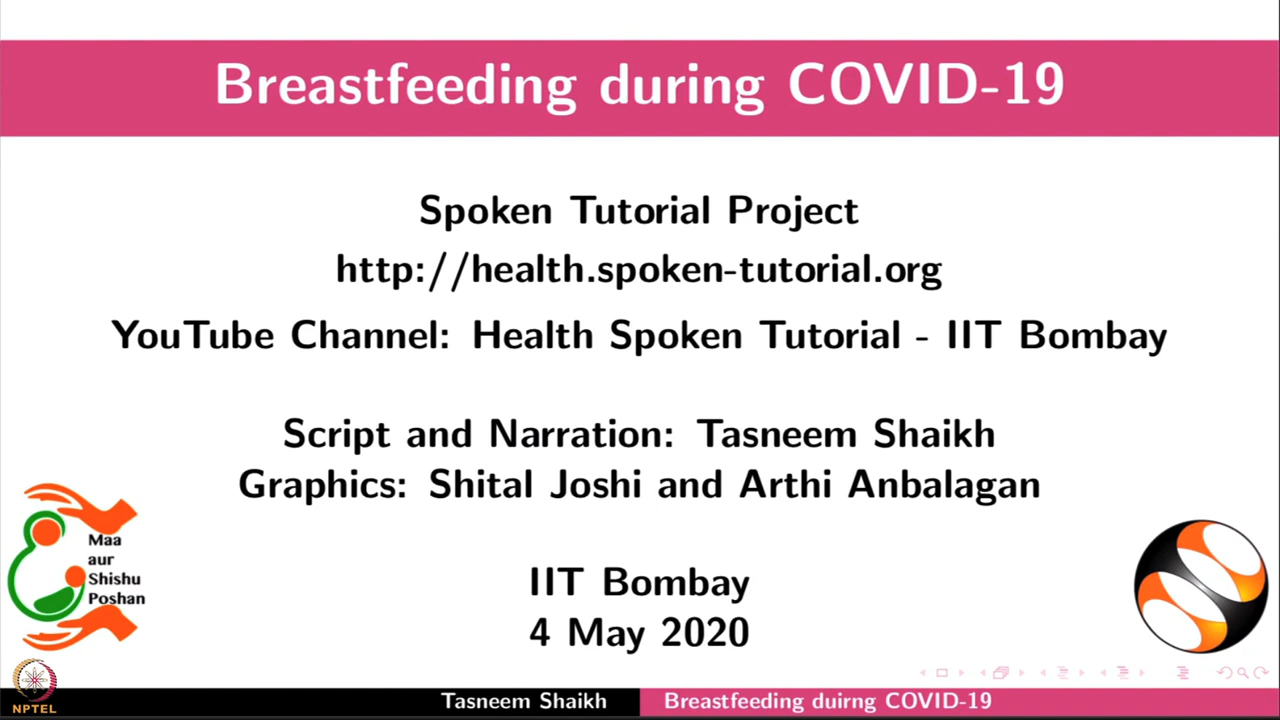 Breastfeeding during COVID-19
Spoken Tutorial Project
http://health.spoken-tutorial.org
YouTube Channel: Health Spoken Tutorial - IIT Bombay
Script and Narration: Tasneem Shaikh
Graphics: Shital Joshi and Arthi Anbalagan
Maa
aur
Shishu
Poshan
IIT Bombay
4 May 2020
NPTEL
Tasneem Shaikh
Breastfeeding duirng COVID-19